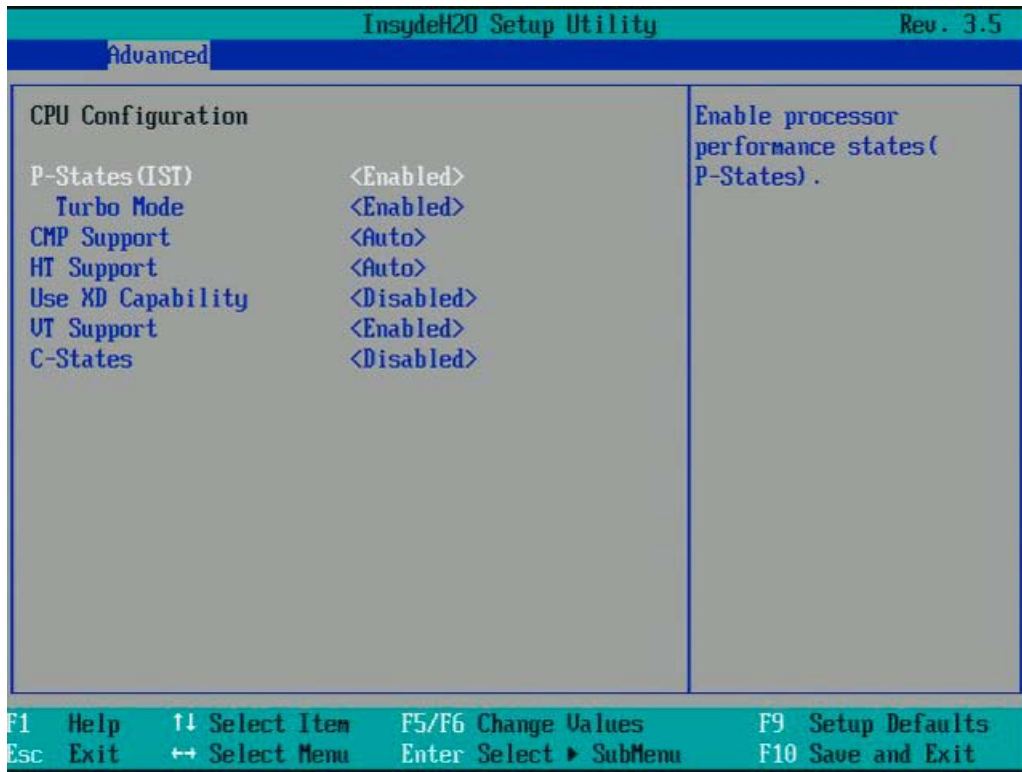 InsydeH20 Setup Utility Rev. 3.5
Advanced
CPU Configuration
P-States(IST) <Enabled>
Turbo Mode <Enabled>
CMP Support <Auto>
HT Support <Auto>
Use XD Capability <Disabled>
VT Support <Enabled>
C-States <Disabled>
Enable processor
performance states(
P-States).
F1 Help ↑↓ Select Item F5/F6 Change Values F9 Setup Defaults
Esc Exit ↔ Select Menu Enter Select ▶ SubMenu F10 Save and Exit